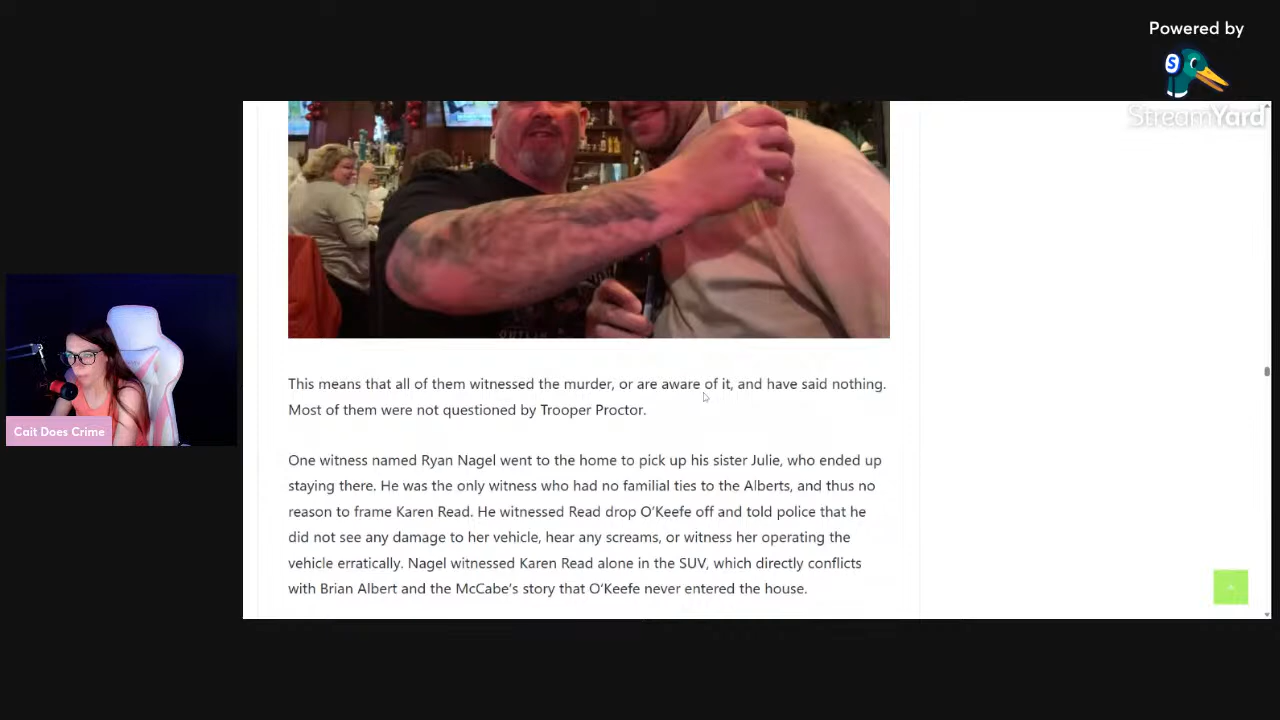 Powered by
S
StreamYard
This means that all of them witnessed the murder, or are aware of it, and have said nothing.
Most of them were not questioned by Trooper Proctor.
One witness named Ryan Nagel went to the home to pick up his sister Julie, who ended up
staying there. He was the only witness who had no familial ties to the Alberts, and thus no
reason to frame Karen Read. He witnessed Read drop O’Keefe off and told police that he
did not see any damage to her vehicle, hear any screams, or witness her operating the
vehicle erratically. Nagel witnessed Karen Read alone in the SUV, which directly conflicts
with Brian Albert and the McCabe’s story that O’Keefe never entered the house.
Cait Does Crime